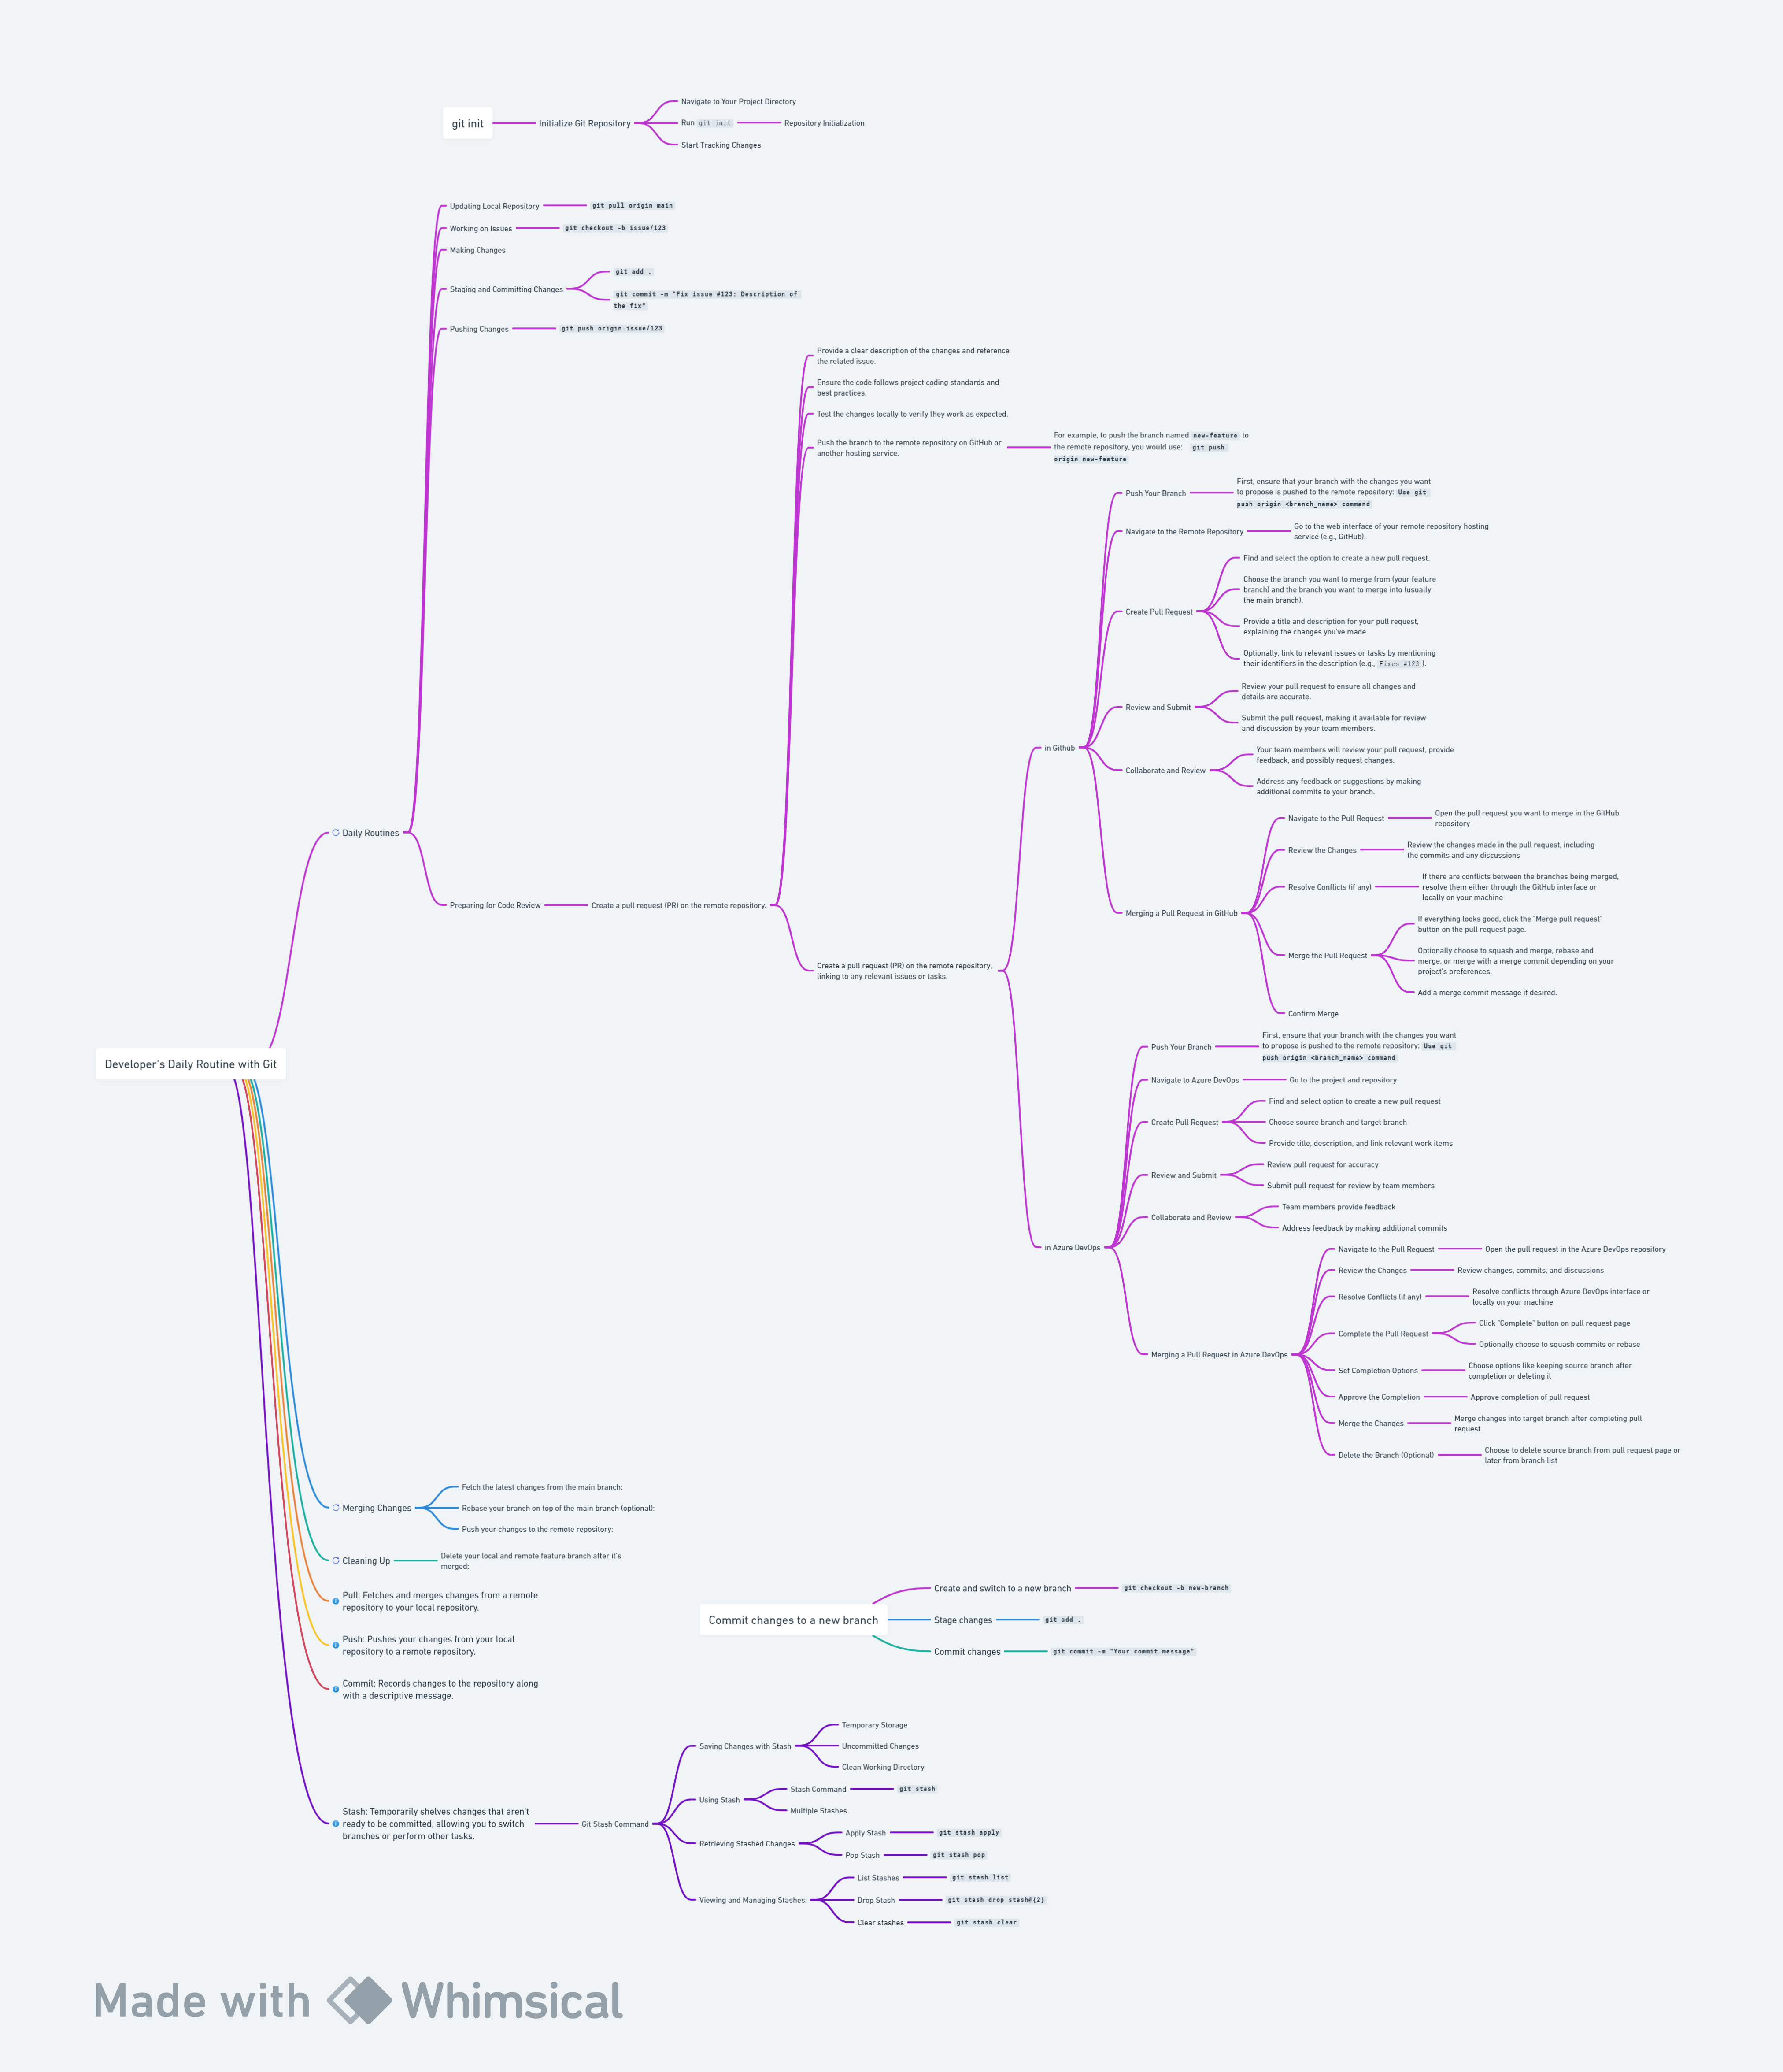 git init
Initialize Git Repository
Navigate to Your Project Directory
Run git init
Repository Initialization
Start Tracking Changes
Developer's Daily Routine with Git
Daily Routines
Updating Local Repository
git pull origin main
Working on Issues
git checkout -b issue/123
Making Changes
Staging and Committing Changes
git add .
git commit -m "Fix issue #123: Description of
the fix"
Pushing Changes
git push origin issue/123
Preparing for Code Review
Create a pull request (PR) on the remote repository.
Provide a clear description of the changes and reference
the related issue.
Ensure the code follows project coding standards and
best practices.
Test the changes locally to verify they work as expected.
Push the branch to the remote repository on GitHub or
another hosting service.
For example, to push the branch named new-feature to
the remote repository, you would use: git push
origin new-feature
Create a pull request (PR) on the remote repository,
linking to any relevant issues or tasks.
in Github
Push Your Branch
First, ensure that your branch with the changes you want
to propose is pushed to the remote repository: Use git
push origin <branch_name> command
Navigate to the Remote Repository
Go to the web interface of your remote repository hosting
service (e.g., GitHub).
Create Pull Request
Find and select the option to create a new pull request.
Choose the branch you want to merge from (your feature
branch) and the branch you want to merge into (usually
the main branch).
Provide a title and description for your pull request,
explaining the changes you've made.
Optionally, link to relevant issues or tasks by mentioning
their identifiers in the description (e.g., Fixes #123 ).
Review and Submit
Review your pull request to ensure all changes and
details are accurate.
Submit the pull request, making it available for review
and discussion by your team members.
Collaborate and Review
Your team members will review your pull request, provide
feedback, and possibly request changes.
Address any feedback or suggestions by making
additional commits to your branch.
Merging a Pull Request in GitHub
Navigate to the Pull Request
Open the pull request you want to merge in the GitHub
repository
Review the Changes
Review the changes made in the pull request, including
the commits and any discussions
Resolve Conflicts (if any)
If there are conflicts between the branches being merged,
resolve them either through the GitHub interface or
locally on your machine
Merge the Pull Request
If everything looks good, click the "Merge pull request"
button on the pull request page.
Optionally choose to squash and merge, rebase and
merge, or merge with a merge commit depending on your
project's preferences.
Add a merge commit message if desired.
Confirm Merge
in Azure DevOps
Push Your Branch
First, ensure that your branch with the changes you want
to propose is pushed to the remote repository: Use git
push origin <branch_name> command
Navigate to Azure DevOps
Go to the project and repository
Create Pull Request
Find and select option to create a new pull request
Choose source branch and target branch
Provide title, description, and link relevant work items
Review and Submit
Review pull request for accuracy
Submit pull request for review by team members
Collaborate and Review
Team members provide feedback
Address feedback by making additional commits
Merging a Pull Request in Azure DevOps
Navigate to the Pull Request
Open the pull request in the Azure DevOps repository
Review the Changes
Review changes, commits, and discussions
Resolve Conflicts (if any)
Resolve conflicts through Azure DevOps interface or
locally on your machine
Complete the Pull Request
Click "Complete" button on pull request page
Optionally choose to squash commits or rebase
Set Completion Options
Choose options like keeping source branch after
completion or deleting it
Approve the Completion
Approve completion of pull request
Merge the Changes
Merge changes into target branch after completing pull
request
Delete the Branch (Optional)
Choose to delete source branch from pull request page or
later from branch list
Merging Changes
Fetch the latest changes from the main branch:
Rebase your branch on top of the main branch (optional):
Push your changes to the remote repository:
Cleaning Up
Delete your local and remote feature branch after it's
merged:
Pull: Fetches and merges changes from a remote
repository to your local repository.
Push: Pushes your changes from your local
repository to a remote repository.
Commit: Records changes to the repository along
with a descriptive message.
Commit changes to a new branch
Create and switch to a new branch
git checkout -b new-branch
Stage changes
git add .
Commit changes
git commit -m "Your commit message"
Stash: Temporarily shelves changes that aren't
ready to be committed, allowing you to switch
branches or perform other tasks.
Git Stash Command
Saving Changes with Stash
Temporary Storage
Uncommitted Changes
Clean Working Directory
Using Stash
Stash Command
git stash
Multiple Stashes
Retrieving Stashed Changes
Apply Stash
git stash apply
Pop Stash
git stash pop
Viewing and Managing Stashes:
List Stashes
git stash list
Drop Stash
git stash drop stash@{2}
Clear stashes
git stash clear
Made with Whimsical